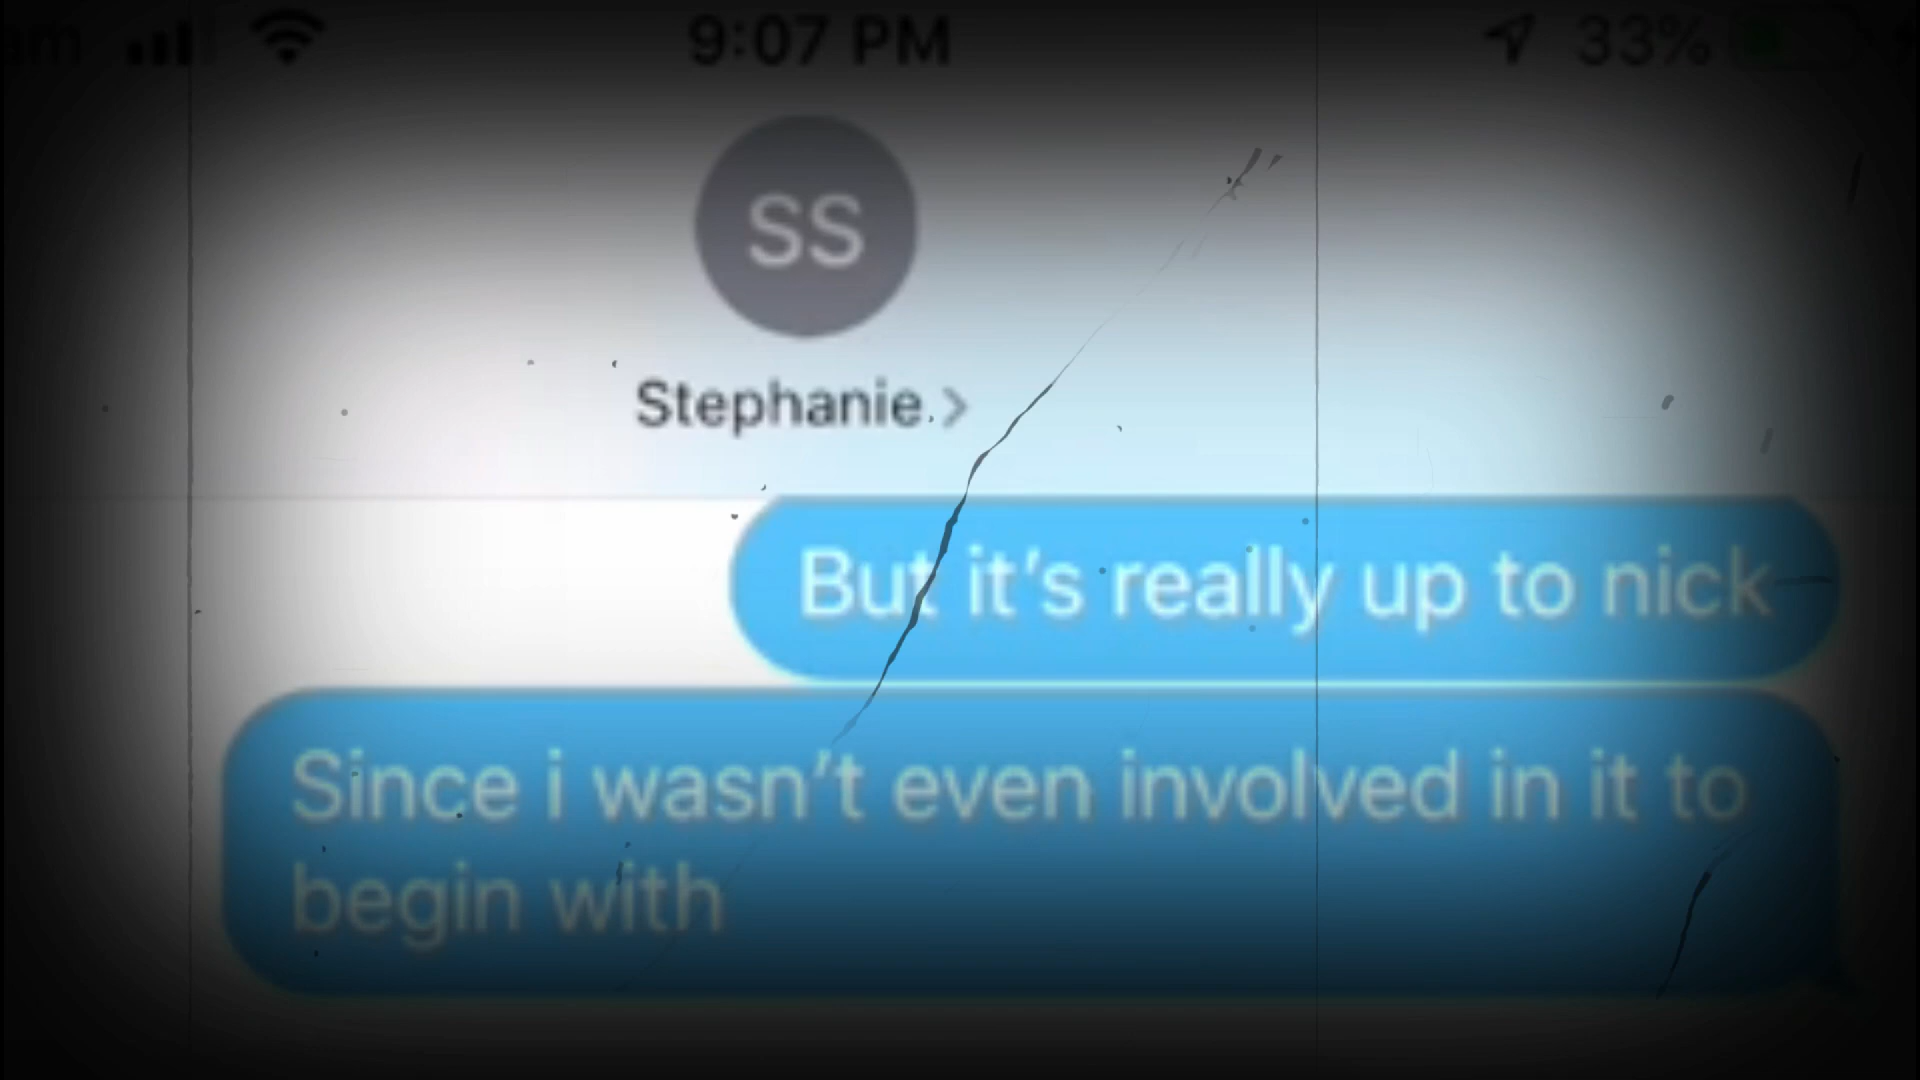 am 9:07 PM 33%
SS
Stephanie >
But it's really up to nick
Since i wasn't even involved in it to
begin with